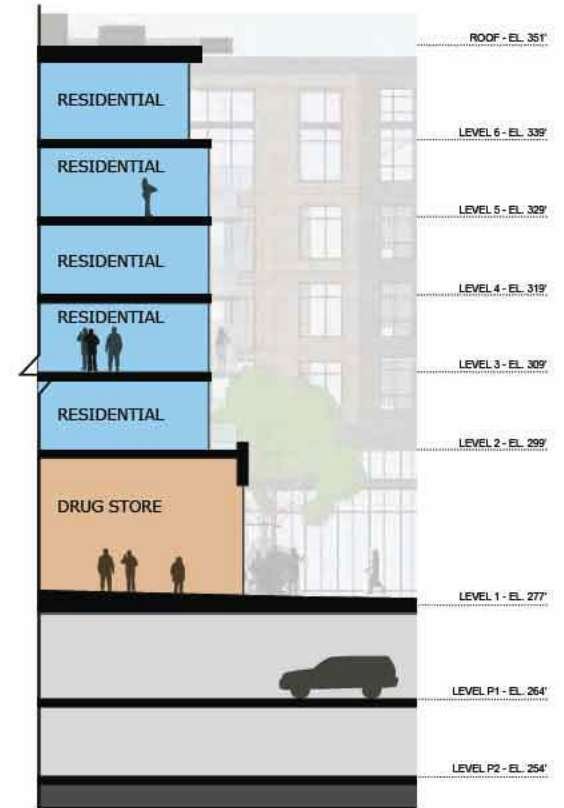 ROOF - EL. 351'
RESIDENTIAL
LEVEL 6 - EL. 339'
RESIDENTIAL
LEVEL 5 - EL. 329'
RESIDENTIAL
LEVEL 4 - EL. 319'
RESIDENTIAL
LEVEL 3 - EL. 309'
RESIDENTIAL
LEVEL 2 - EL. 299'
DRUG STORE
LEVEL 1 - EL. 277'
LEVEL P1 - EL. 264'
LEVEL P2 - EL. 254'